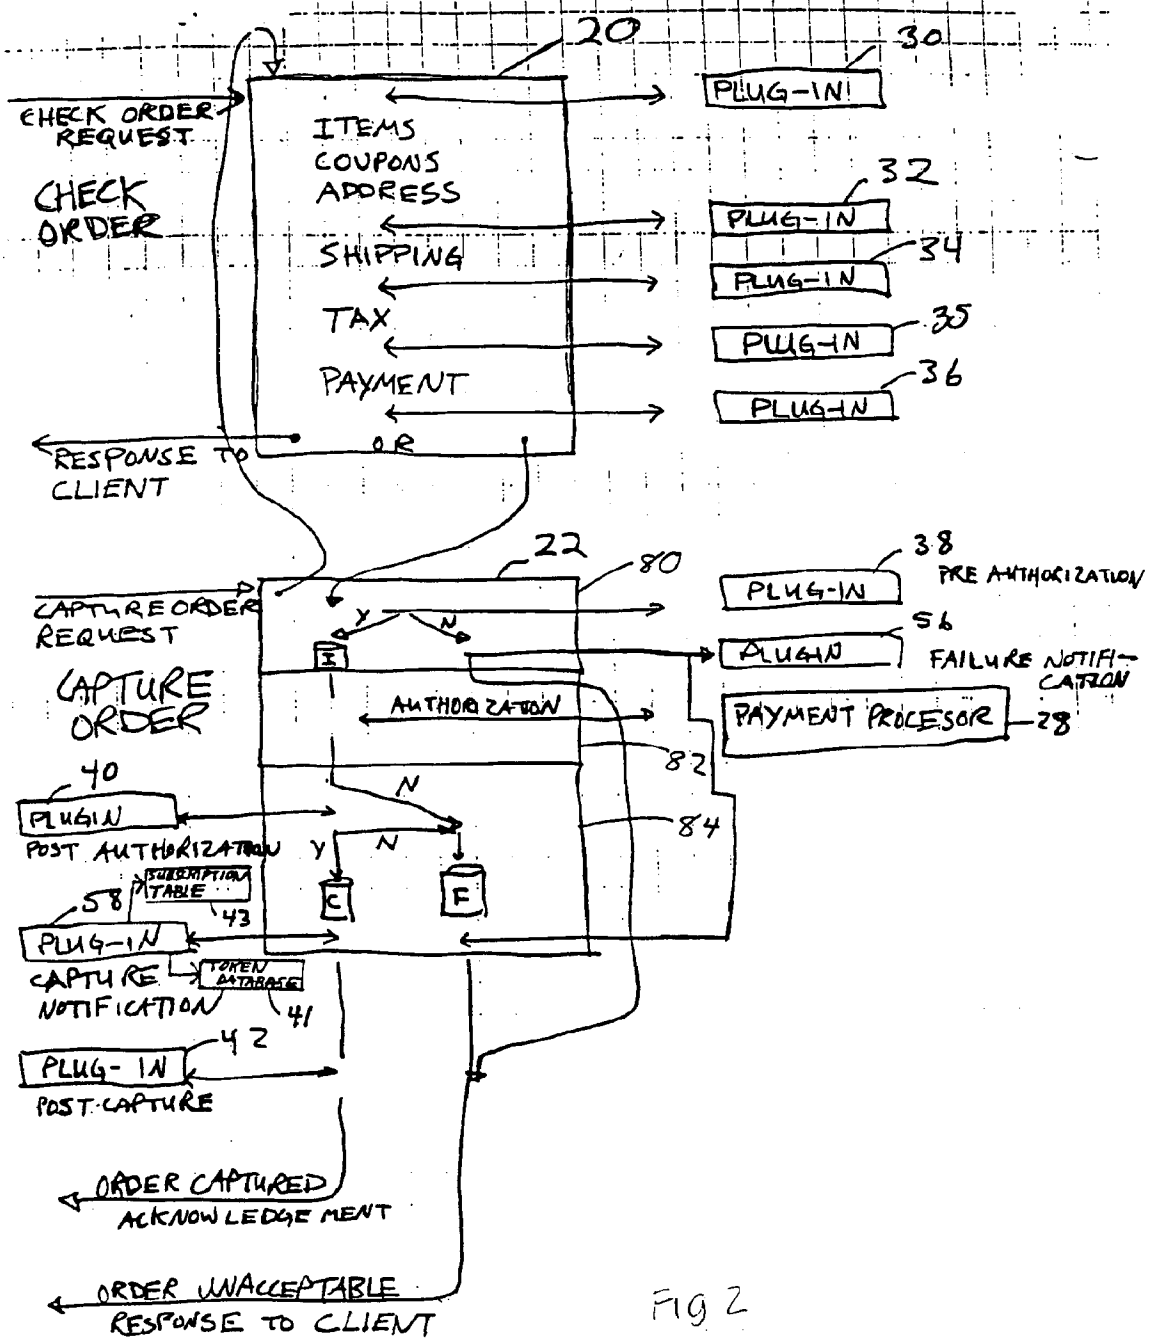 20
30
PLUG-IN
CHECK ORDER
REQUEST
ITEMS
COUPONS
ADDRESS
CHECK
ORDER
32
PLUG-IN
SHIPPING
34
PLUG-IN
TAX
35
PLUG-IN
PAYMENT
36
PLUG-IN
OR
RESPONSE TO
CLIENT
22
80
38
PLUG-IN
PRE AUTHORIZATION
CAPTURE ORDER
REQUEST
Y
N
I
56
PLUGIN
FAILURE NOTIFI-
CATION
CAPTURE
ORDER
AUTHORIZATION
PAYMENT PROCESOR
28
82
40
PLUGIN
POST AUTHORIZATION
N
Y
N
84
SUBSCRIPTION
TABLE
43
58
PLUG-IN
C
F
CAPTURE
NOTIFICATION
TOKEN
DATABASE
41
42
PLUG-IN
POST-CAPTURE
ORDER CAPTURED
ACKNOWLEDGEMENT
ORDER UNACCEPTABLE
RESPONSE TO CLIENT
FIG 2